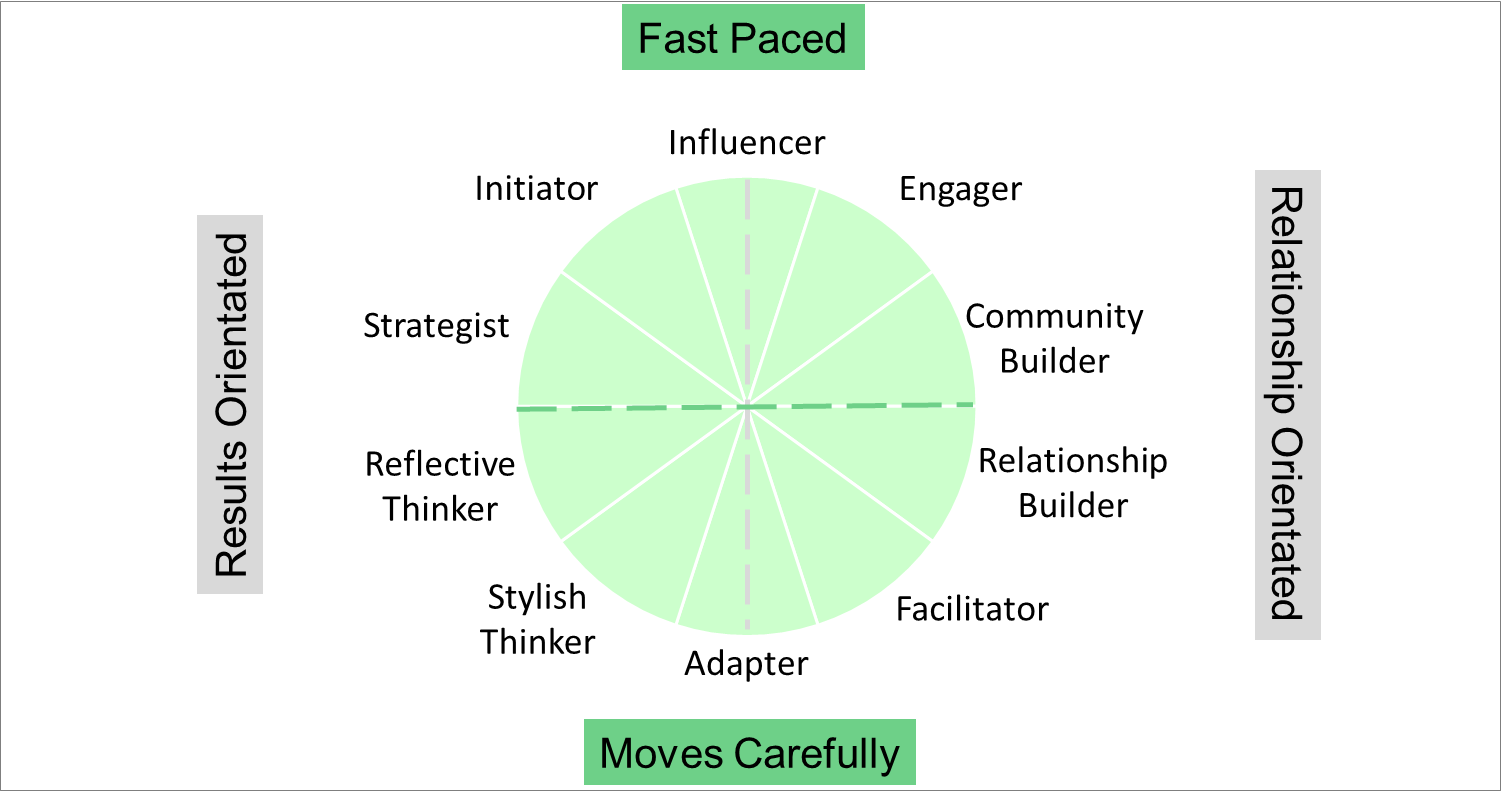 Fast Paced
Influencer
Initiator
Engager
Strategist
Community
Builder
Results Orientated
Relationship Orientated
Reflective
Thinker
Relationship
Builder
Stylish
Thinker
Facilitator
Adapter
Moves Carefully